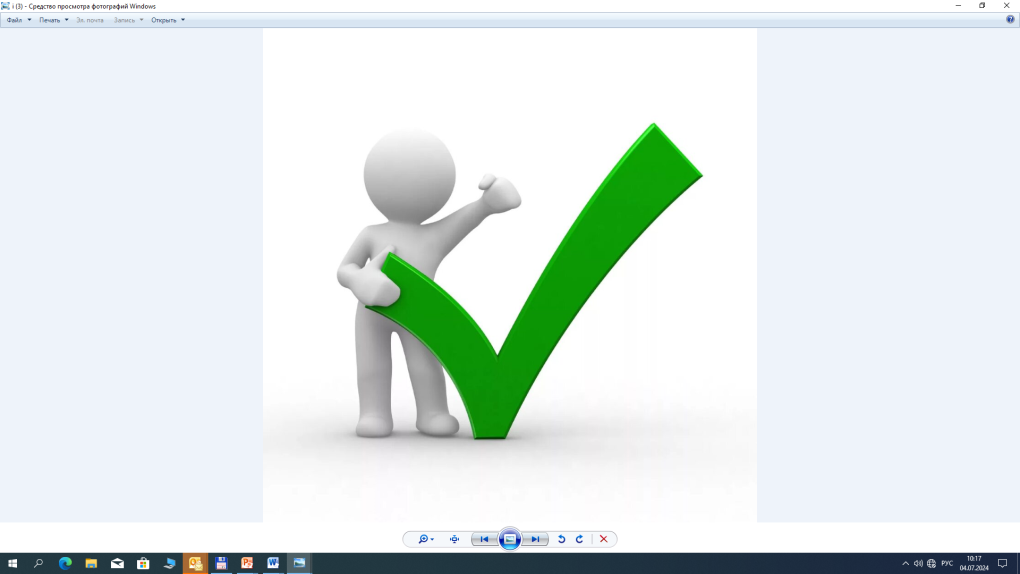 i (3) - Средство просмотра фотографий Windows
Файл Печать Эл. почта Запись Открыть
РУС
10:17
04.07.2024